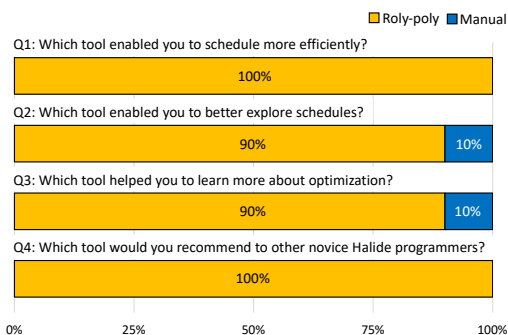 Roly-poly Manual
Q1: Which tool enabled you to schedule more efficiently?
100%
Q2: Which tool enabled you to better explore schedules?
90% 10%
Q3: Which tool helped you to learn more about optimization?
90% 10%
Q4: Which tool would you recommend to other novice Halide programmers?
100%
0% 25% 50% 75% 100%